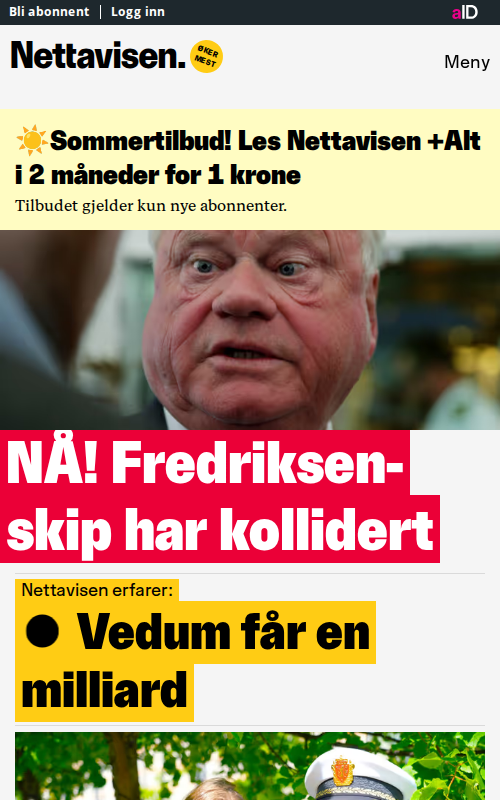 Bli abonnent | Logg inn
aID
Nettavisen. ØKER MEST
Meny
☀️Sommertilbud! Les Nettavisen +Alt
i 2 måneder for 1 krone
Tilbudet gjelder kun nye abonnenter.
NÅ! Fredriksen-
skip har kollidert
Nettavisen erfarer:
● Vedum får en
milliard